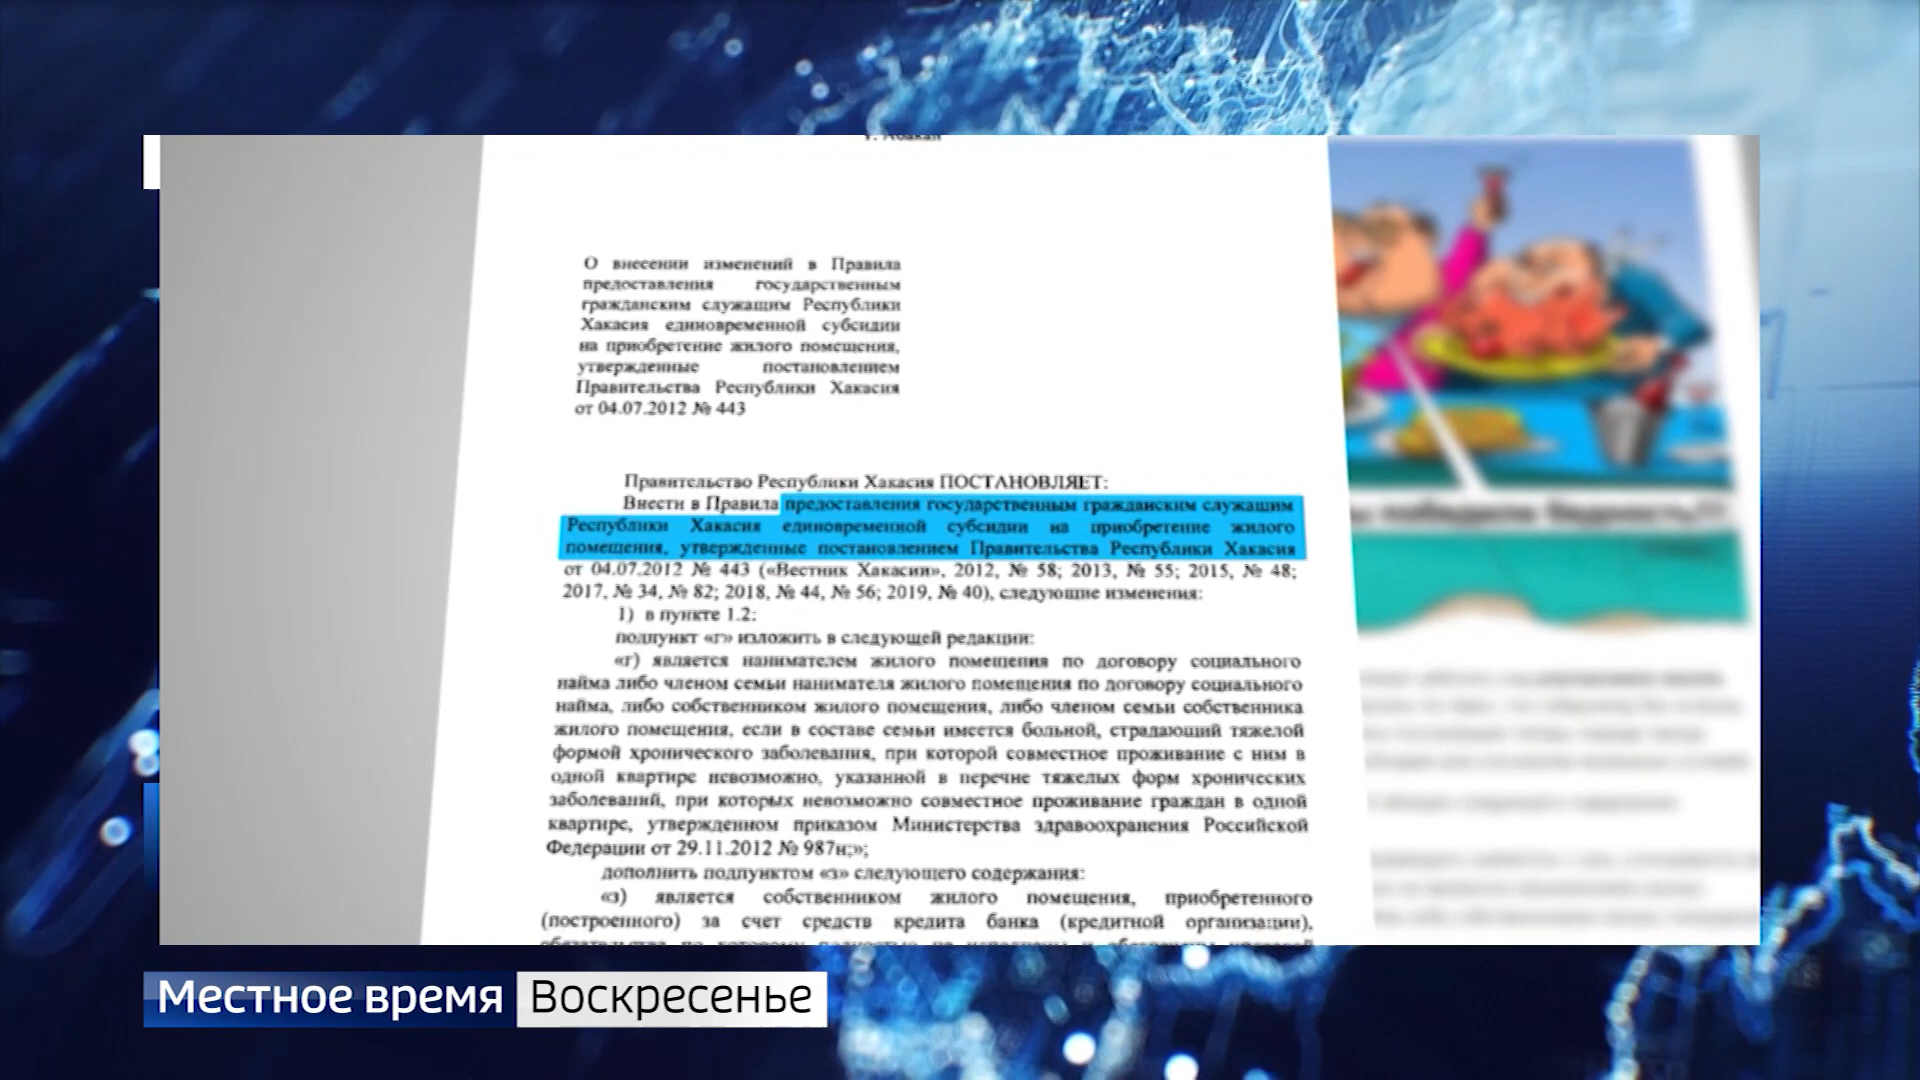 г. Абакан
О внесении изменений в Правила
предоставления государственным
гражданским служащим Республики
Хакасия единовременной субсидии
на приобретение жилого помещения,
утвержденные постановлением
Правительства Республики Хакасия
от 04.07.2012 № 443
Правительство Республики Хакасия ПОСТАНОВЛЯЕТ:
Внести в Правила предоставления государственным гражданским служащим
Республики Хакасия единовременной субсидии на приобретение жилого
помещения, утвержденные постановлением Правительства Республики Хакасия
от 04.07.2012 № 443 («Вестник Хакасии», 2012, № 58; 2013, № 55; 2015, № 48;
2017, № 34, № 82; 2018, № 44, № 56; 2019, № 40), следующие изменения:
1) в пункте 1.2:
подпункт «г» изложить в следующей редакции:
«г) является нанимателем жилого помещения по договору социального
найма либо членом семьи нанимателя жилого помещения по договору социального
найма, либо собственником жилого помещения, либо членом семьи собственника
жилого помещения, если в составе семьи имеется больной, страдающий тяжелой
формой хронического заболевания, при которой совместное проживание с ним в
одной квартире невозможно, указанной в перечне тяжелых форм хронических
заболеваний, при которых невозможно совместное проживание граждан в одной
квартире, утвержденном приказом Министерства здравоохранения Российской
Федерации от 29.11.2012 № 987н;»;
дополнить подпунктом «з» следующего содержания:
«з) является собственником жилого помещения, приобретенного
(построенного) за счет средств кредита банка (кредитной организации),
победили бедность!!!
Местное время Воскресенье